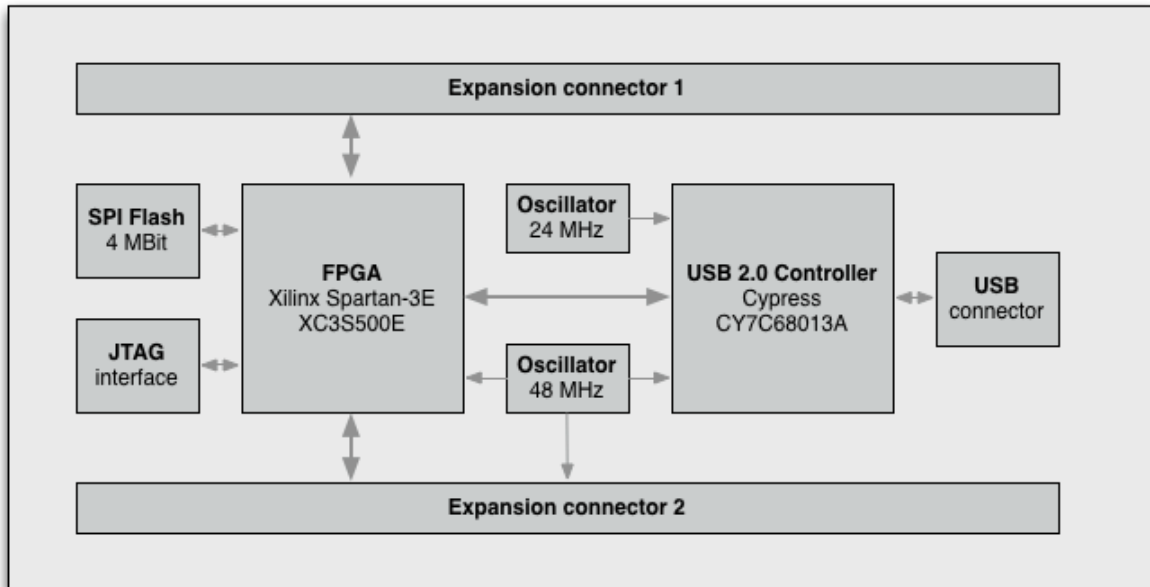 Expansion connector 1
SPI Flash
4 MBit
FPGA
Xilinx Spartan-3E
XC3S500E
Oscillator
24 MHz
USB 2.0 Controller
Cypress
CY7C68013A
USB
connector
JTAG
interface
Oscillator
48 MHz
Expansion connector 2